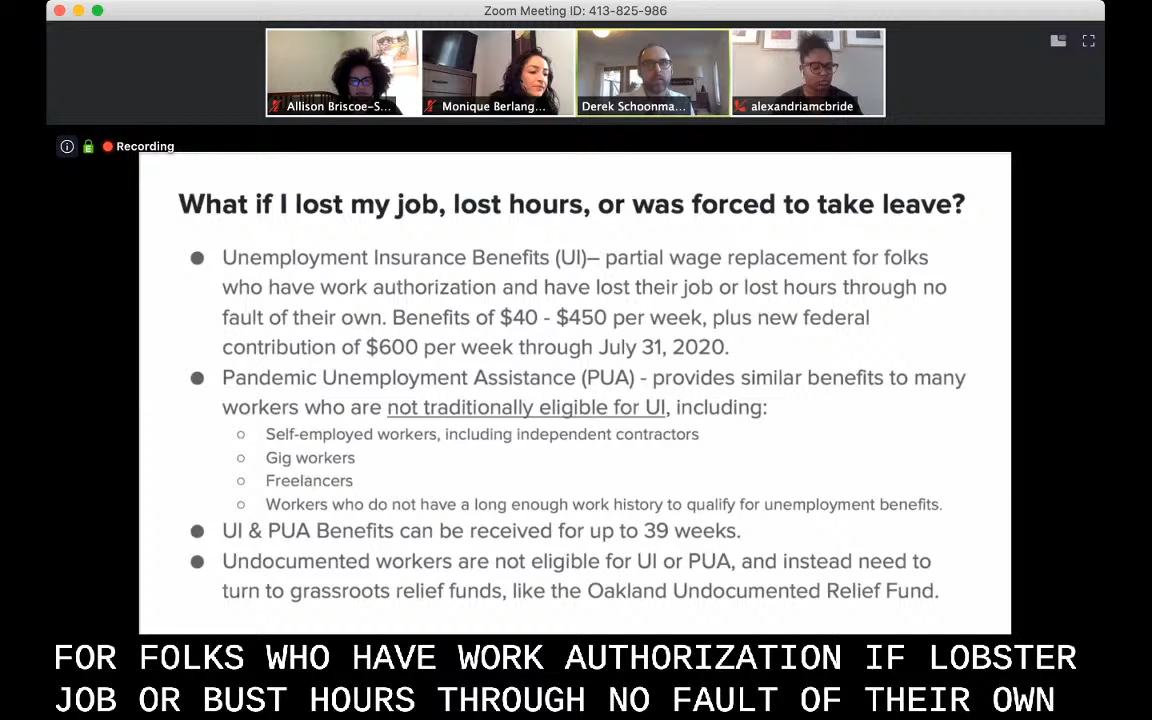 Zoom Meeting ID: 413-825-986
Allison Briscoe-S...
Monique Berlang...
Derek Schoonma...
alexandriamcbride
Recording
What if I lost my job, lost hours, or was forced to take leave?
● Unemployment Insurance Benefits (UI)– partial wage replacement for folks
who have work authorization and have lost their job or lost hours through no
fault of their own. Benefits of $40 - $450 per week, plus new federal
contribution of $600 per week through July 31, 2020.
● Pandemic Unemployment Assistance (PUA) - provides similar benefits to many
workers who are not traditionally eligible for UI, including:
○ Self-employed workers, including independent contractors
○ Gig workers
○ Freelancers
○ Workers who do not have a long enough work history to qualify for unemployment benefits.
● UI & PUA Benefits can be received for up to 39 weeks.
● Undocumented workers are not eligible for UI or PUA, and instead need to
turn to grassroots relief funds, like the Oakland Undocumented Relief Fund.
FOR FOLKS WHO HAVE WORK AUTHORIZATION IF LOBSTER
JOB OR BUST HOURS THROUGH NO FAULT OF THEIR OWN